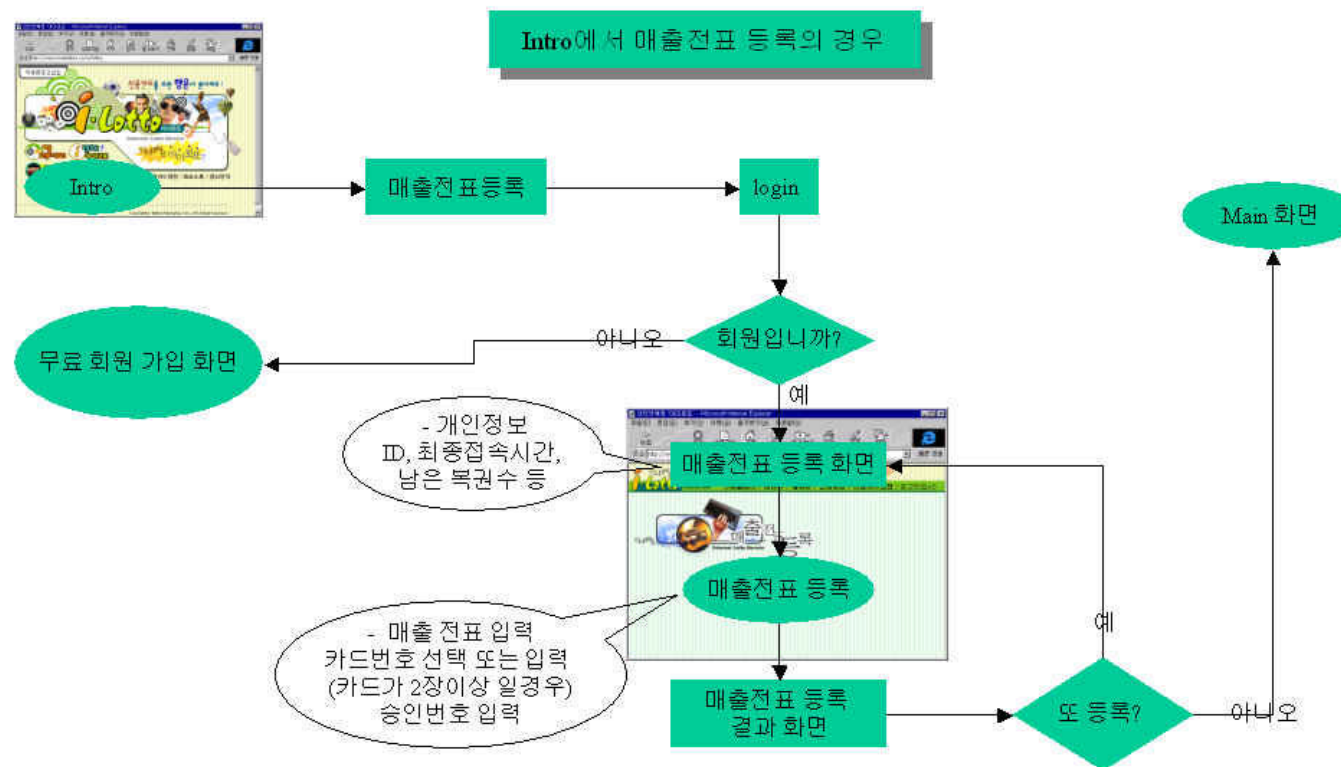 Intro에서 매출전표 등록의 경우
i·Lotto
Intro
매출전표등록
login
Main 화면
회원입니까?
아니오
무료 회원 가입 화면
예
- 개인정보
ID, 최종접속시간,
남은 복권수 등
매출전표 등록 화면
매출전표 등록
- 매출 전표 입력
카드번호 선택 또는 입력
(카드가 2장이상 일경우)
승인번호 입력
매출전표 등록
결과 화면
또 등록?
예
아니오